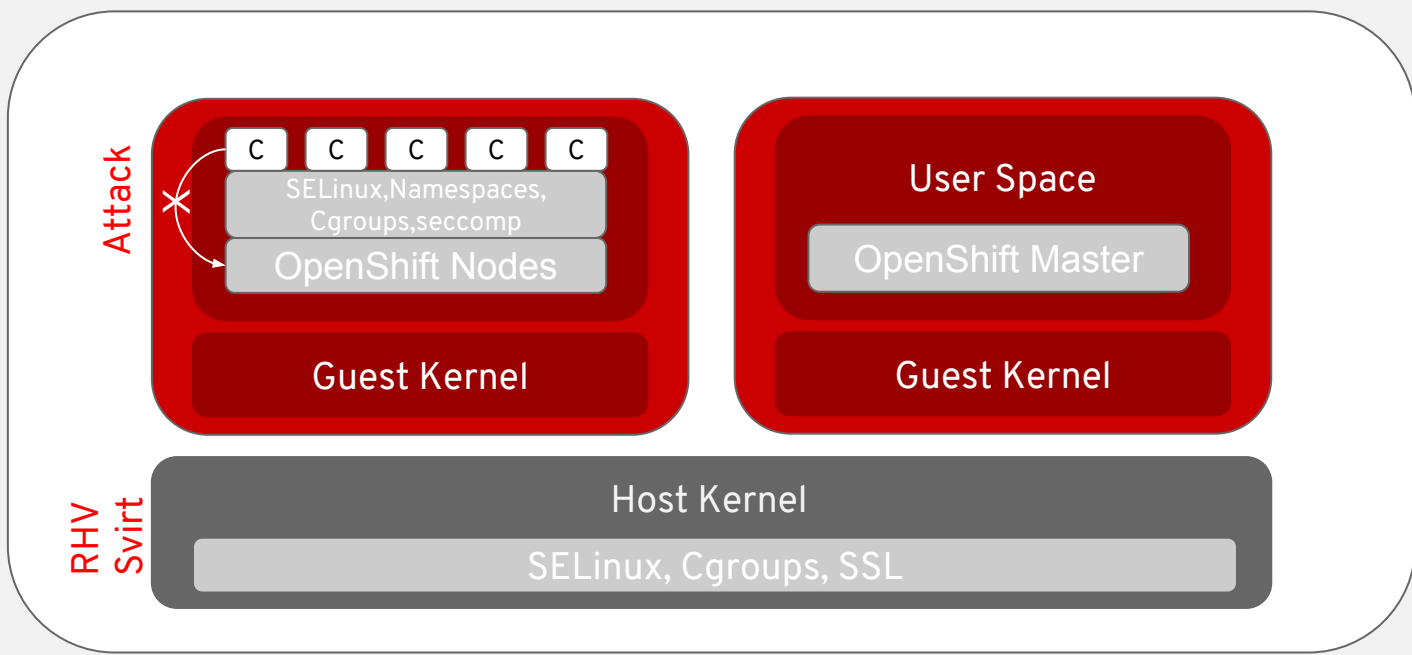 Attack
C C C C C
SELinux,Namespaces,
Cgroups,seccomp
OpenShift Nodes
Guest Kernel
User Space
OpenShift Master
Guest Kernel
RHV
Svirt
Host Kernel
SELinux, Cgroups, SSL